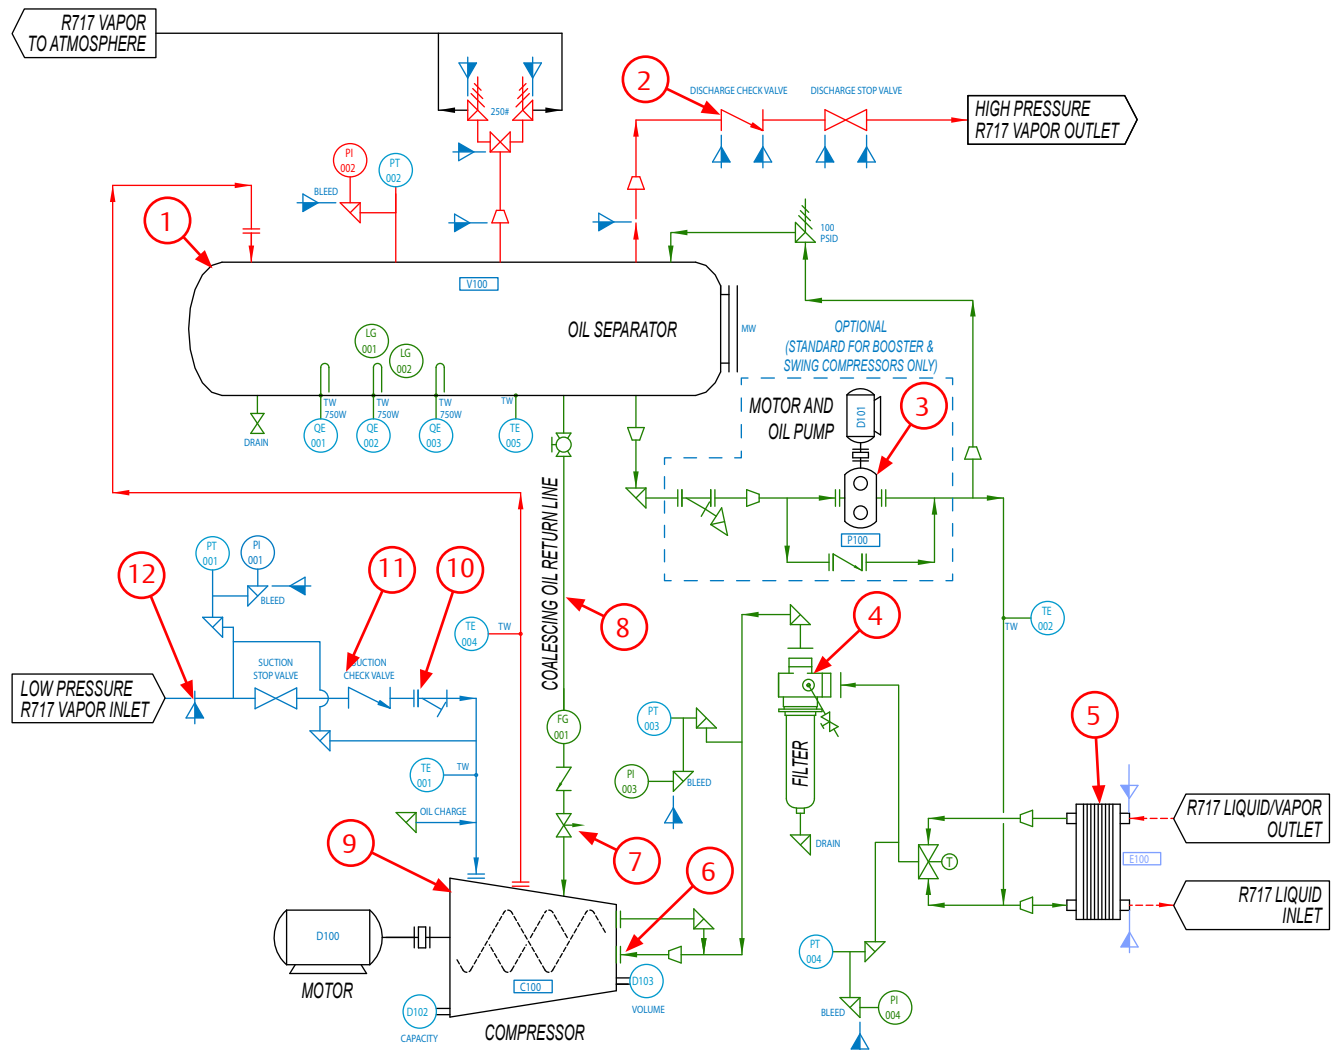 R717 VAPOR
TO ATMOSPHERE
2
DISCHARGE CHECK VALVE
DISCHARGE STOP VALVE
HIGH PRESSURE
R717 VAPOR OUTLET
250#
PI
002
PT
002
BLEED
1
100
PSID
V100
OIL SEPARATOR
MW
LG
001
LG
002
OPTIONAL
(STANDARD FOR BOOSTER &
SWING COMPRESSORS ONLY)
MOTOR AND
OIL PUMP
D101
3
TW
750W
TW
750W
TW
750W
TW
DRAIN
QE
001
QE
002
QE
003
TE
005
P100
COALESCING OIL RETURN LINE
PT
001
PI
001
BLEED
12
11
10
8
4
TE
004
TW
TE
002
TW
SUCTION
STOP VALVE
SUCTION
CHECK VALVE
LOW PRESSURE
R717 VAPOR INLET
FG
001
PT
003
PI
003
BLEED
FILTER
DRAIN
5
TE
001
TW
OIL CHARGE
R717 LIQUID/VAPOR
OUTLET
E100
T
R717 LIQUID
INLET
9
7
6
D100
MOTOR
C100
D102
CAPACITY
D103
VOLUME
COMPRESSOR
PT
004
PI
004
BLEED